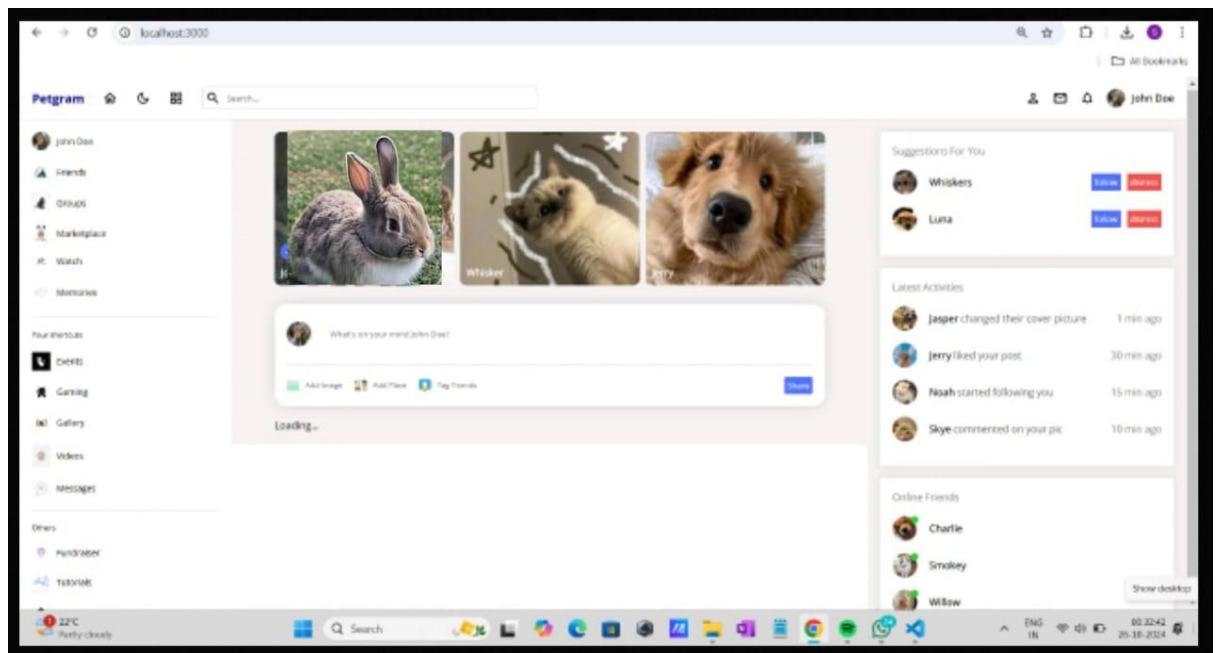 localhost:3000
All Bookmarks
Petgram
Search...
John Doe
John Doe
Friends
Groups
Marketplace
Watch
Memories
Your shortcuts
Events
Gaming
Gallery
Videos
Messages
Others
Fundraiser
Tutorials
Whisker
Jerry
What's on your mind John Doe?
Add Image Add Place Tag Friends
Share
Loading...
Suggestions For You
Whiskers follow dismiss
Luna follow dismiss
Latest Activities
Jasper changed their cover picture 1 min ago
Jerry liked your post 30 min ago
Noah started following you 15 min ago
Skye commented on your pic 10 min ago
Online Friends
Charlie
Smokey
Willow
Show desktop
22°C
Partly cloudy
Search
ENG
IN
00:32:42
26-10-2024